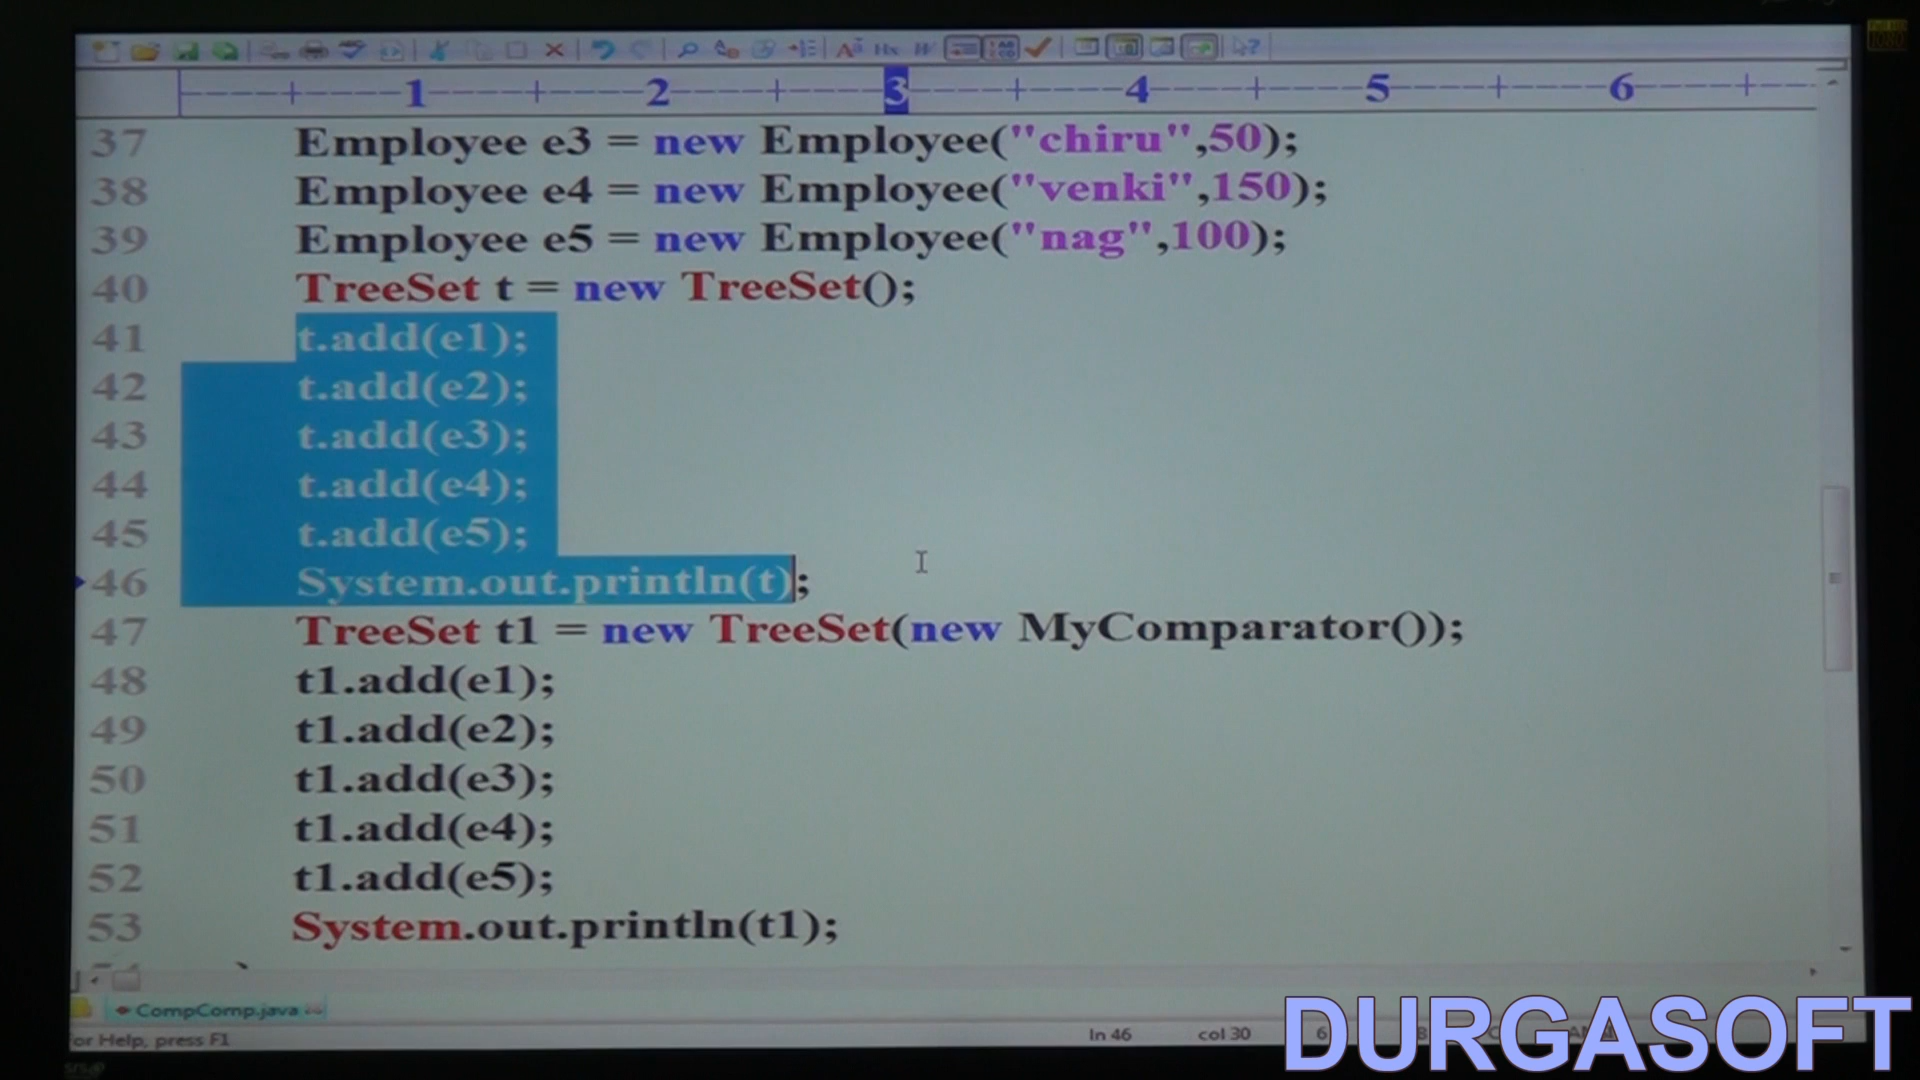 1 2 3 4 5 6
37 Employee e3 = new Employee("chiru",50);
38 Employee e4 = new Employee("venki",150);
39 Employee e5 = new Employee("nag",100);
40 TreeSet t = new TreeSet();
41 t.add(e1);
42 t.add(e2);
43 t.add(e3);
44 t.add(e4);
45 t.add(e5);
46 System.out.println(t);
47 TreeSet t1 = new TreeSet(new MyComparator());
48 t1.add(e1);
49 t1.add(e2);
50 t1.add(e3);
51 t1.add(e4);
52 t1.add(e5);
53 System.out.println(t1);
CompComp.java
or Help, press F1 ln 46 col 30
DURGASOFT